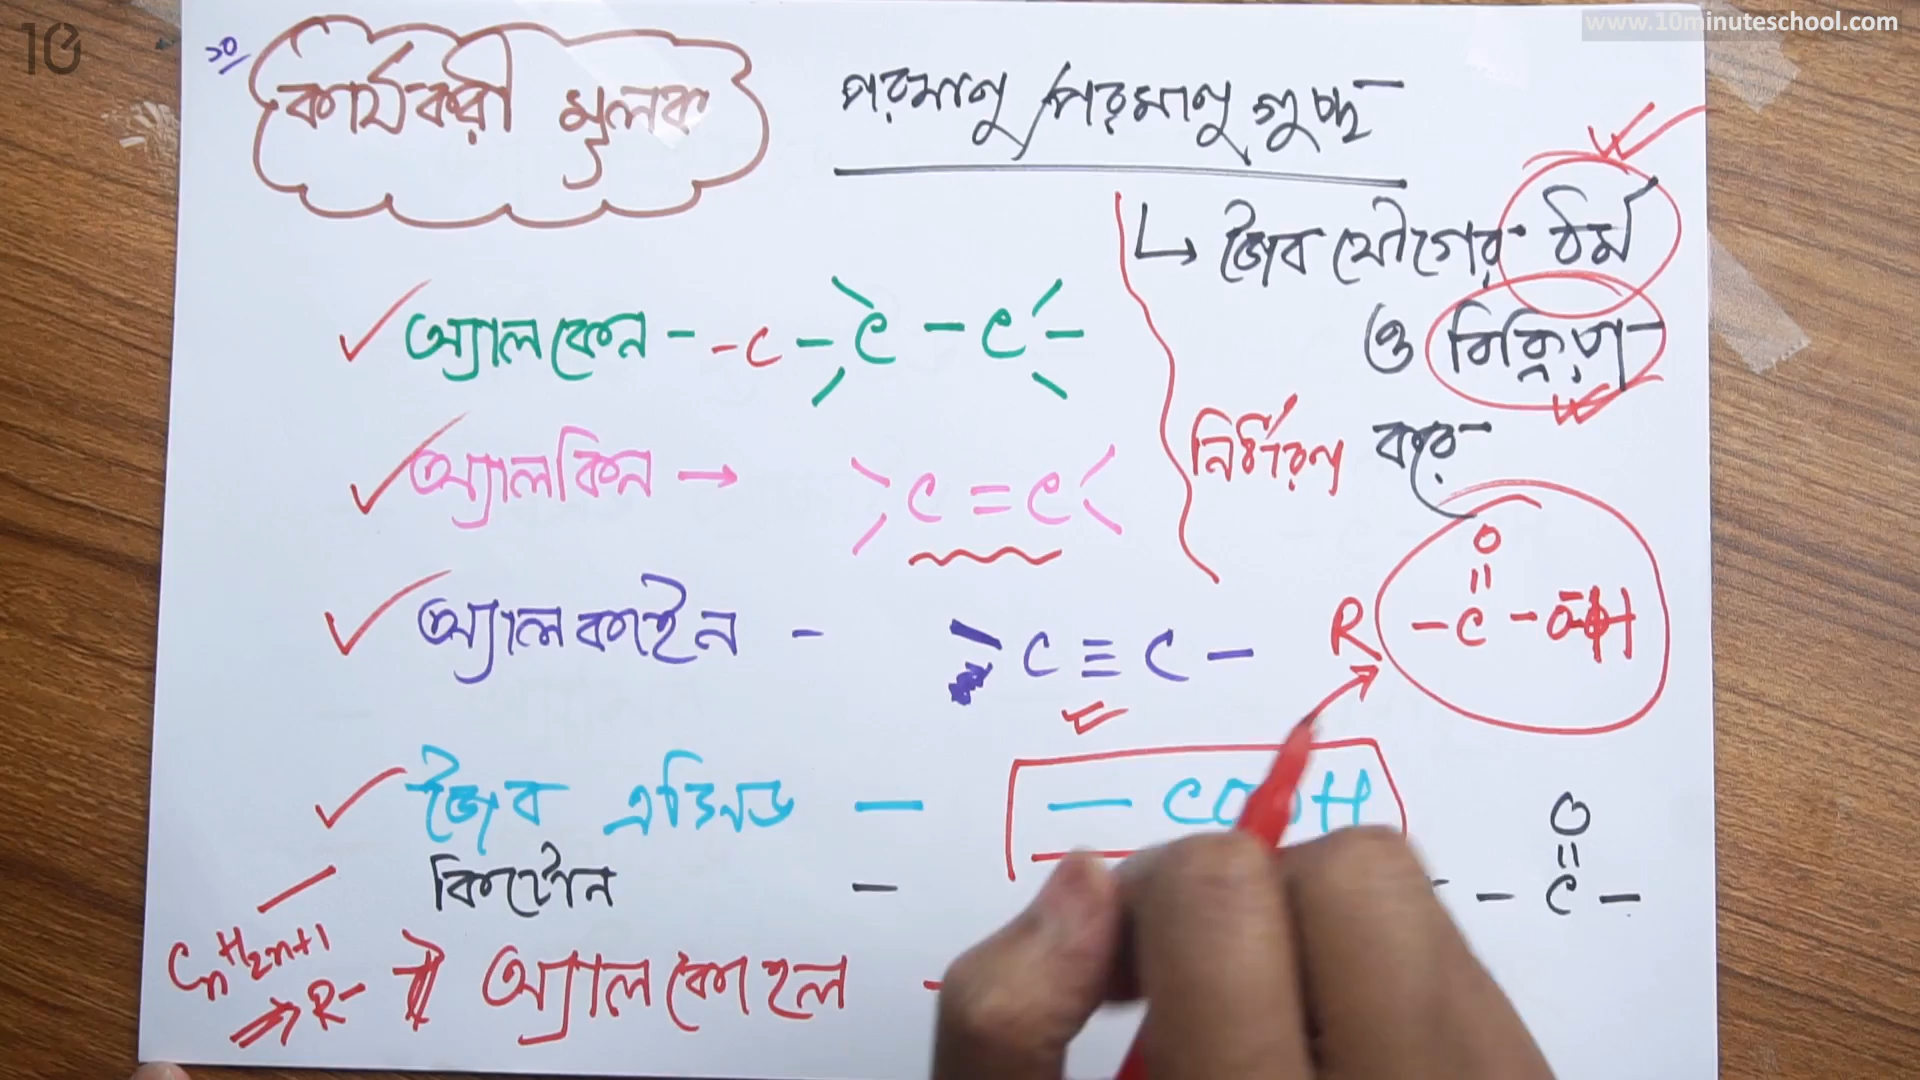 10
www.10minuteschool.com
১০/
কার্যকরী মূলক
পরমানু /পরমানু গুচ্ছ
↳ জৈব যৌগের ধর্ম
ও বিক্রিয়া
নির্ধারণ করে
অ্যালকেন - -C - C - C -
অ্যালকিন → C = C
অ্যালকাইন - C ≡ C -
O
||
R - C - OH
জৈব এসিড - - COOH
কিটোন -
O
||
- C -
CnH2n+1
⇒ R- অ্যালকোহল -